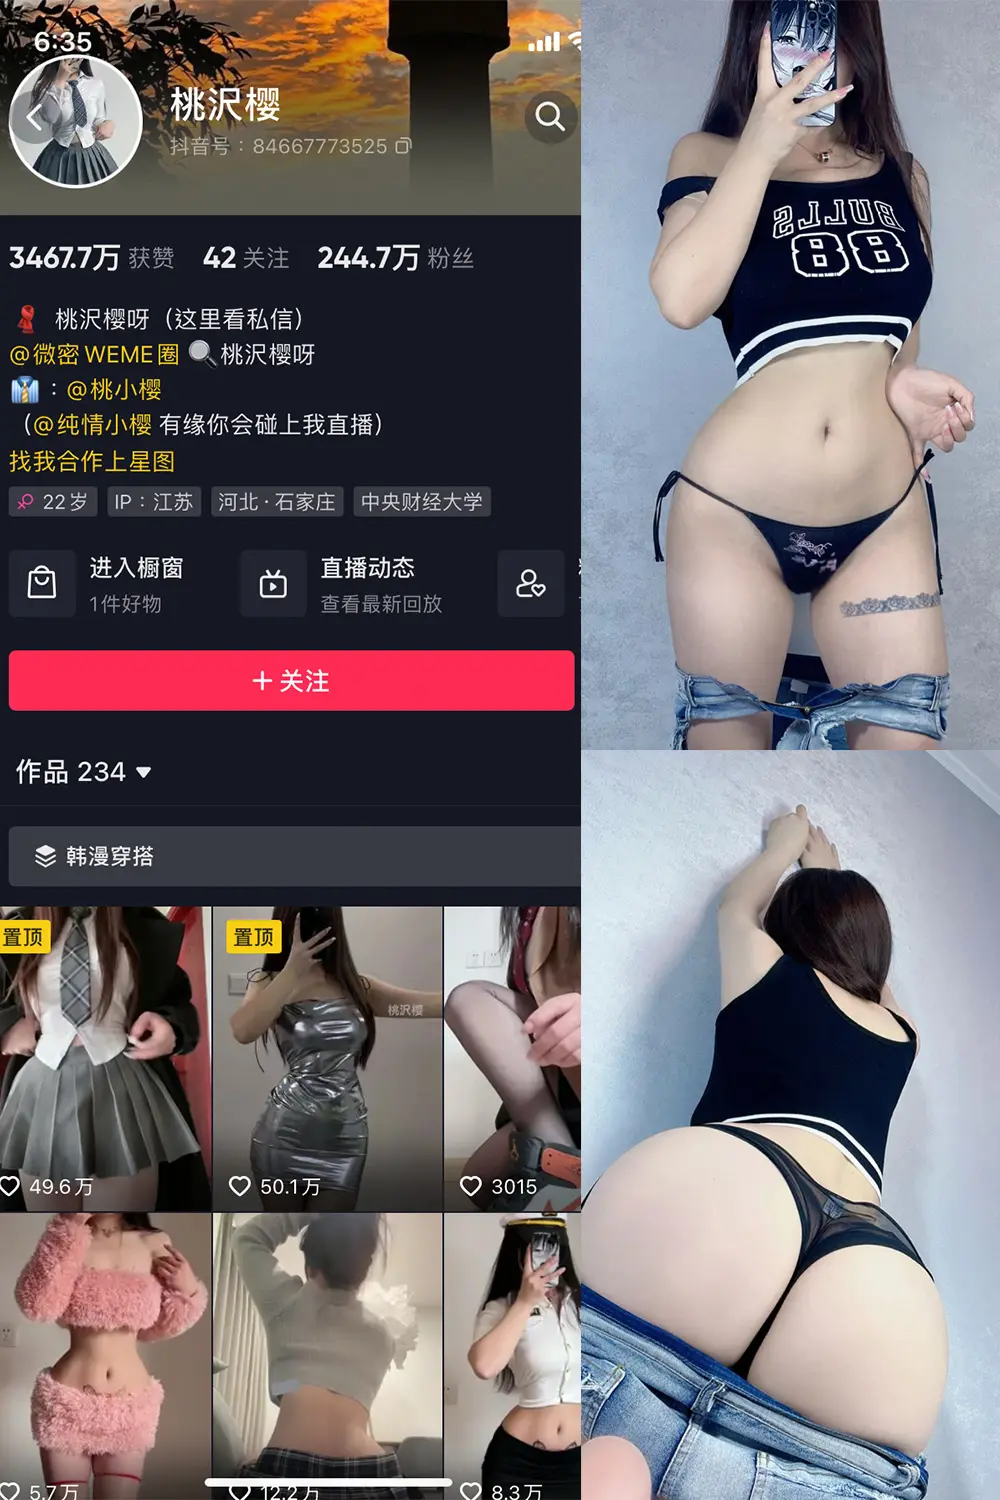 6:35
桃沢樱
抖音号：84667773525
3467.7万 获赞 42 关注 244.7万 粉丝
桃沢樱呀（这里看私信）
@微密 WEME圈 🔍桃沢樱呀
👔：@桃小樱
（@纯情小樱 有缘你会碰上我直播）
找我合作上星图
22岁 IP：江苏 河北·石家庄 中央财经大学
进入橱窗
1件好物
直播动态
查看最新回放
+ 关注
作品 234
韩漫穿搭
置顶
置顶
桃沢樱
49.6万
50.1万
3015
5.7万
12.2万
8.3万
BULLS
88